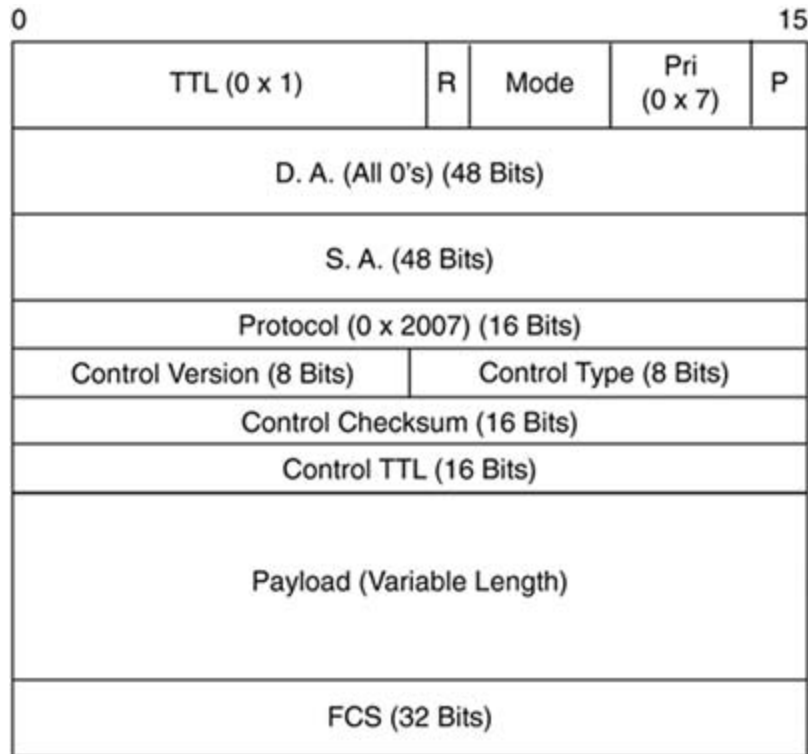 0 15
TTL (0 x 1) R Mode Pri (0 x 7) P
D. A. (All 0's) (48 Bits)
S. A. (48 Bits)
Protocol (0 x 2007) (16 Bits)
Control Version (8 Bits) Control Type (8 Bits)
Control Checksum (16 Bits)
Control TTL (16 Bits)
Payload (Variable Length)
FCS (32 Bits)